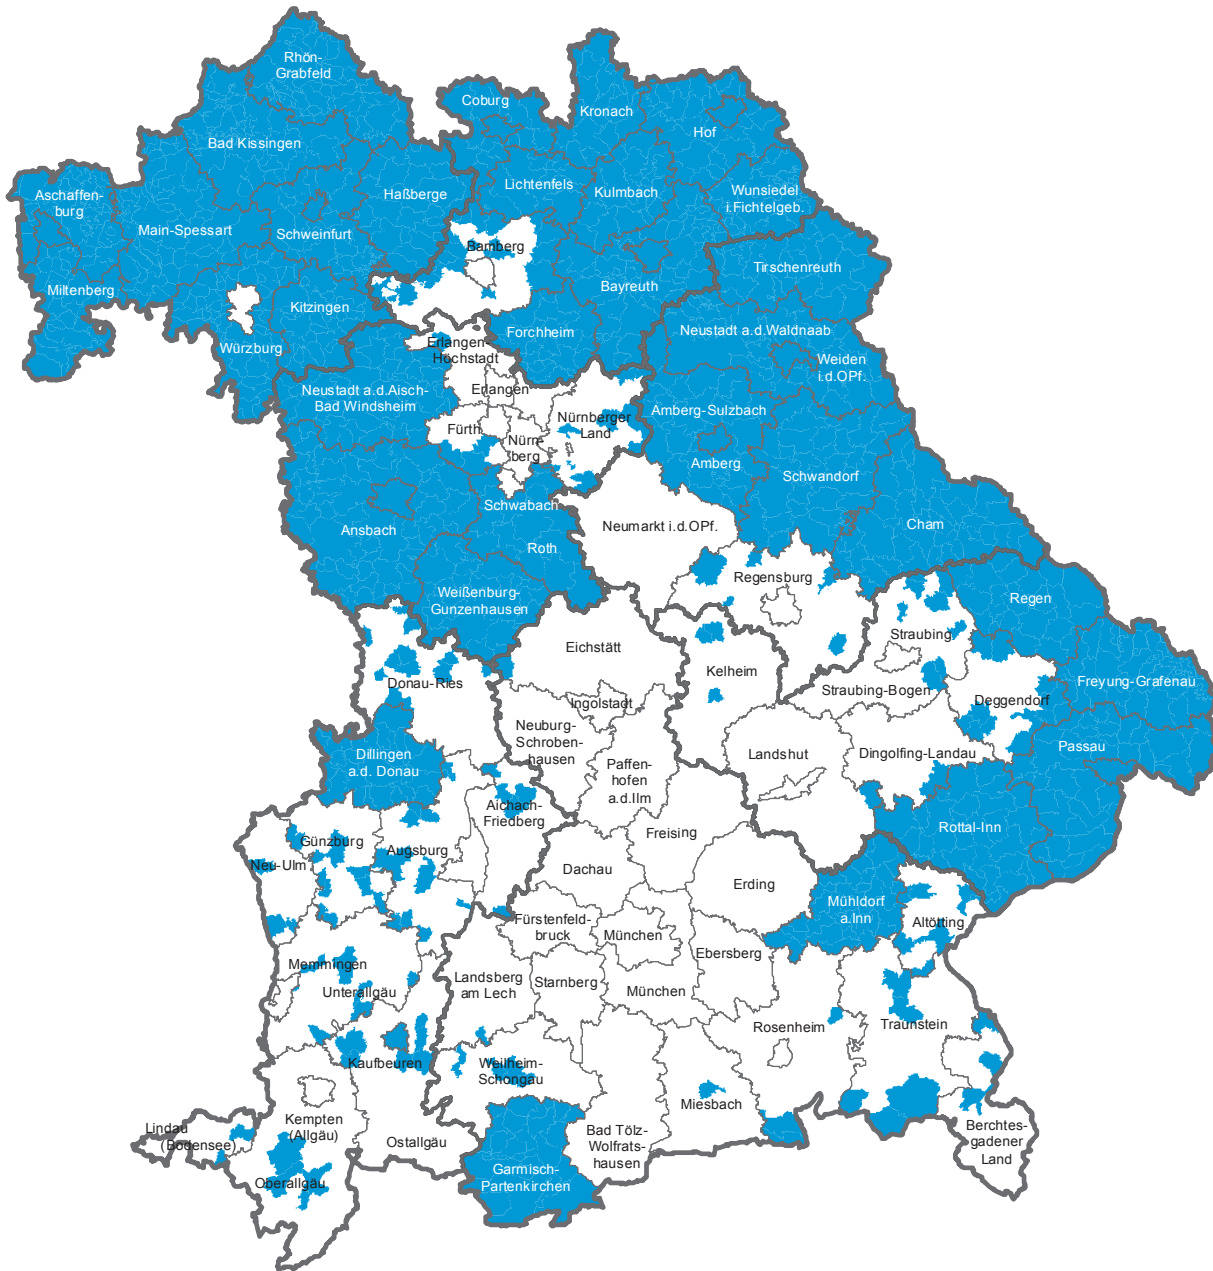 Rhön-
Grabfeld
Coburg
Kronach
Hof
Bad Kissingen
Aschaffen-
burg
Haßberge
Lichtenfels
Kulmbach
Wunsiedel
i.Fichtelgeb.
Main-Spessart
Schweinfurt
Bamberg
Tirschenreuth
Miltenberg
Kitzingen
Bayreuth
Würzburg
Forchheim
Neustadt a.d.Waldnaab
Erlangen-
Höchstadt
Weiden
i.d.OPf.
Neustadt a.d.Aisch-
Bad Windsheim
Erlangen
Fürth
Nürn-
berg
Nürnberger
Land
Amberg-Sulzbach
Amberg
Schwandorf
Schwabach
Ansbach
Roth
Neumarkt i.d.OPf.
Cham
Weißenburg-
Gunzenhausen
Regensburg
Regen
Straubing
Eichstätt
Kelheim
Donau-Ries
Straubing-Bogen
Deggendorf
Freyung-Grafenau
Ingolstadt
Neuburg-
Schroben-
hausen
Landshut
Dingolfing-Landau
Passau
Dillingen
a.d. Donau
Paffen-
hofen
a.d.Ilm
Aichach-
Friedberg
Rottal-Inn
Günzburg
Augsburg
Freising
Neu-Ulm
Dachau
Erding
Mühldorf
a.Inn
Altötting
Fürstenfeld-
bruck
München
Ebersberg
Memmingen
Unterallgäu
Landsberg
am Lech
Starnberg
München
Rosenheim
Traunstein
Kaufbeuren
Weilheim-
Schongau
Miesbach
Kempten
(Allgäu)
Lindau
(Bodensee)
Ostallgäu
Bad Tölz-
Wolfrats-
hausen
Berchtes-
gadener
Land
Oberallgäu
Garmisch-
Partenkirchen